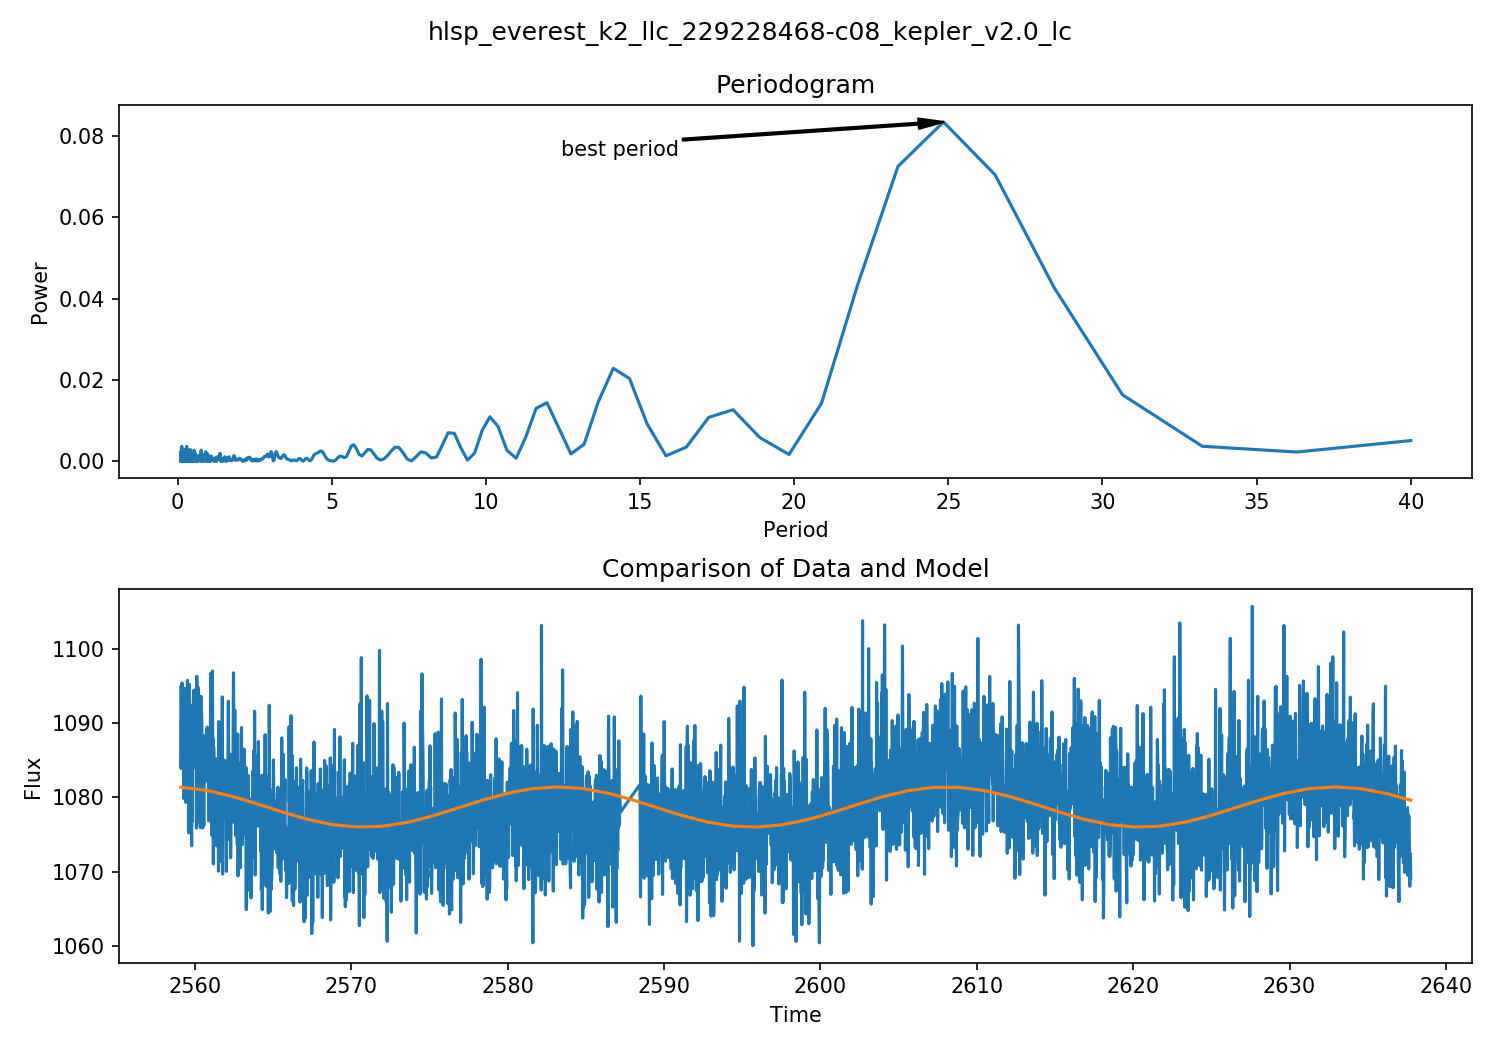 hlsp_everest_k2_llc_229228468-c08_kepler_v2.0_lc
Periodogram
best period
0.08
0.06
0.04
0.02
0.00
Power
0 5 10 15 20 25 30 35 40
Period
Comparison of Data and Model
1100
1090
1080
1070
1060
Flux
2560 2570 2580 2590 2600 2610 2620 2630 2640
Time